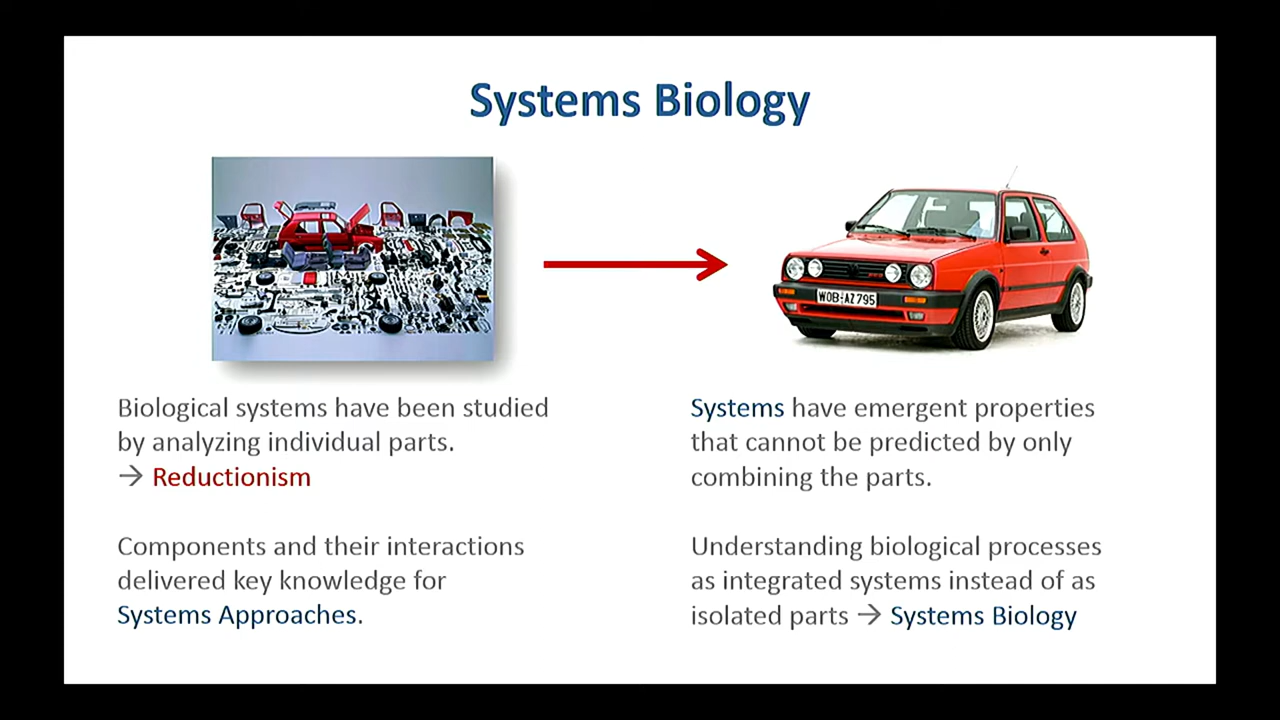 Systems Biology
WOB-AZ 795
Biological systems have been studied
by analyzing individual parts.
→ Reductionism
Components and their interactions
delivered key knowledge for
Systems Approaches.
Systems have emergent properties
that cannot be predicted by only
combining the parts.
Understanding biological processes
as integrated systems instead of as
isolated parts → Systems Biology